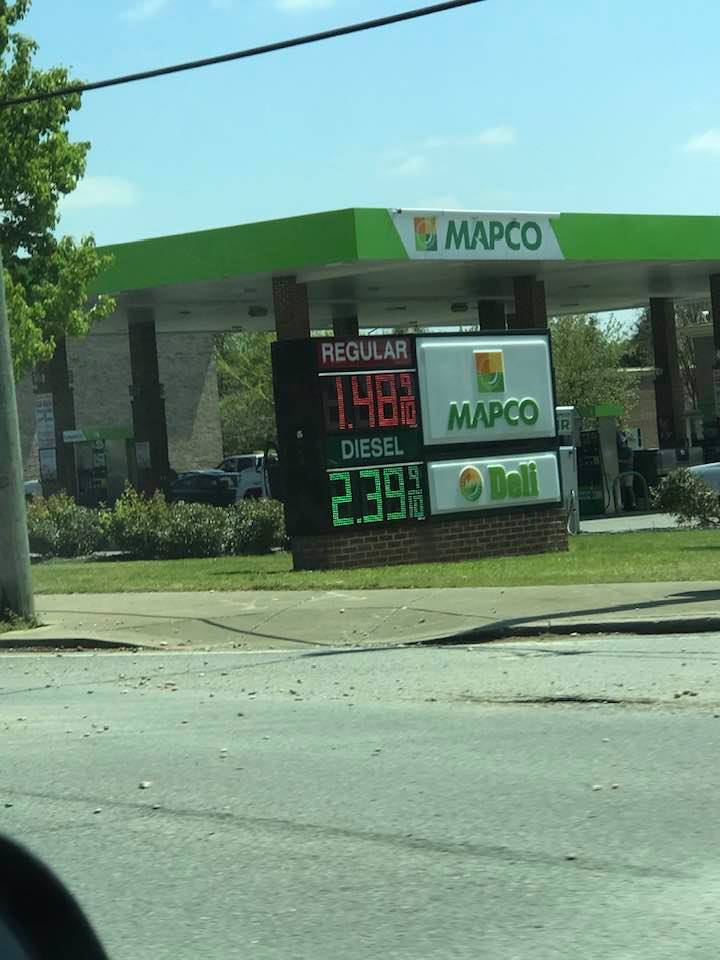 MAPCO
REGULAR
1.48 9/10
DIESEL
2.39 9/10
MAPCO
Deli